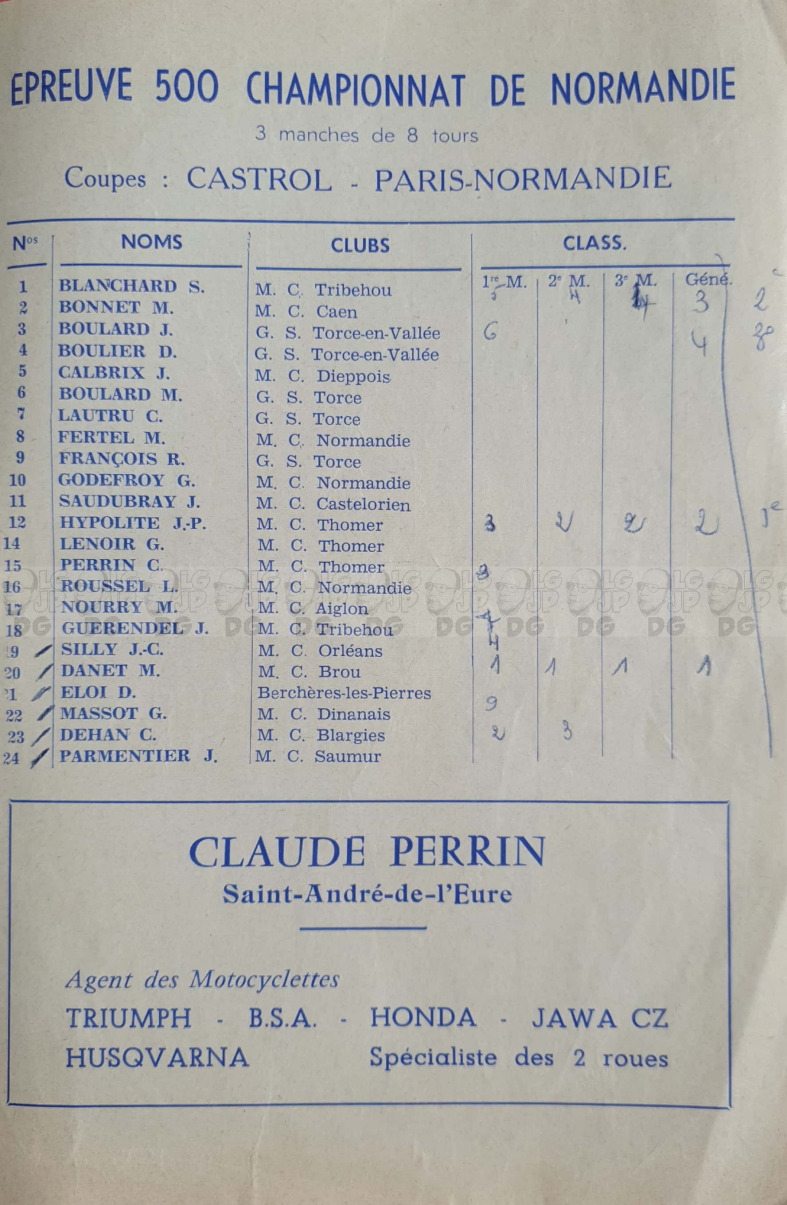 EPREUVE 500 CHAMPIONNAT DE NORMANDIE
3 manches de 8 tours
Coupes : CASTROL - PARIS-NORMANDIE
Nos NOMS CLUBS CLASS.
1re M. 2e M. 3e M. Géné.
1 BLANCHARD S. M. C. Tribehou 5 4 4 3 2e
2 BONNET M. M. C. Caen
3 BOULARD J. G. S. Torce-en-Vallée 6 4 3e
4 BOULIER D. G. S. Torce-en-Vallée
5 CALBRIX J. M. C. Dieppois
6 BOULARD M. G. S. Torce
7 LAUTRU C. G. S. Torce
8 FERTEL M. M. C. Normandie
9 FRANÇOIS R. G. S. Torce
10 GODEFROY G. M. C. Normandie
11 SAUDUBRAY J. M. C. Castelorien
12 HYPOLITE J.-P. M. C. Thomer 3 2 2 2 1e
14 LENOIR G. M. C. Thomer
15 PERRIN C. M. C. Thomer
16 ROUSSEL L. M. C. Normandie
17 NOURRY M. M. C. Aiglon
18 GUERENDEL J. M. C. Tribehou
19 SILLY J.-C. M. C. Orléans 4
20 DANET M. M. C. Brou 1 1 1 1
21 ELOI D. Berchères-les-Pierres
22 MASSOT G. M. C. Dinanais 9
23 DEHAN C. M. C. Blargies 2 3
24 PARMENTIER J. M. C. Saumur
CLAUDE PERRIN
Saint-André-de-l'Eure
Agent des Motocyclettes
TRIUMPH - B.S.A. - HONDA - JAWA CZ
HUSQVARNA Spécialiste des 2 roues